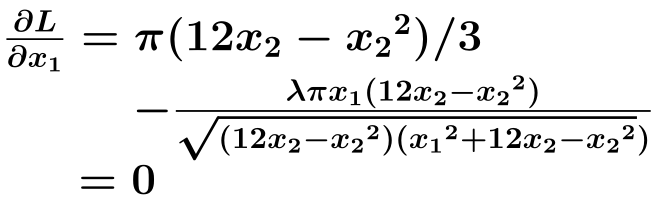 ∂L/∂x₁ = π(12x₂ − x₂²)/3
− λπx₁(12x₂−x₂²) / √((12x₂−x₂²)(x₁²+12x₂−x₂²))
= 0